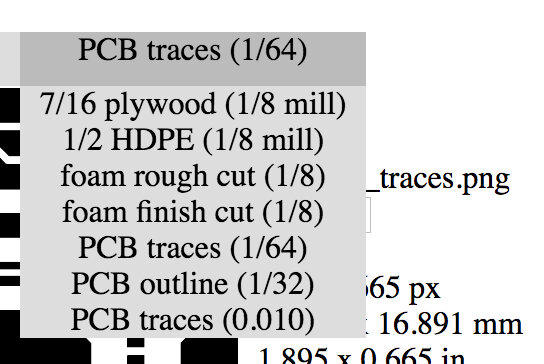 PCB traces (1/64)
7/16 plywood (1/8 mill)
1/2 HDPE (1/8 mill)
foam rough cut (1/8)
_traces.png
foam finish cut (1/8)
PCB traces (1/64)
PCB outline (1/32)
65 px
PCB traces (0.010)
x 16.891 mm
1.895 x 0.665 in